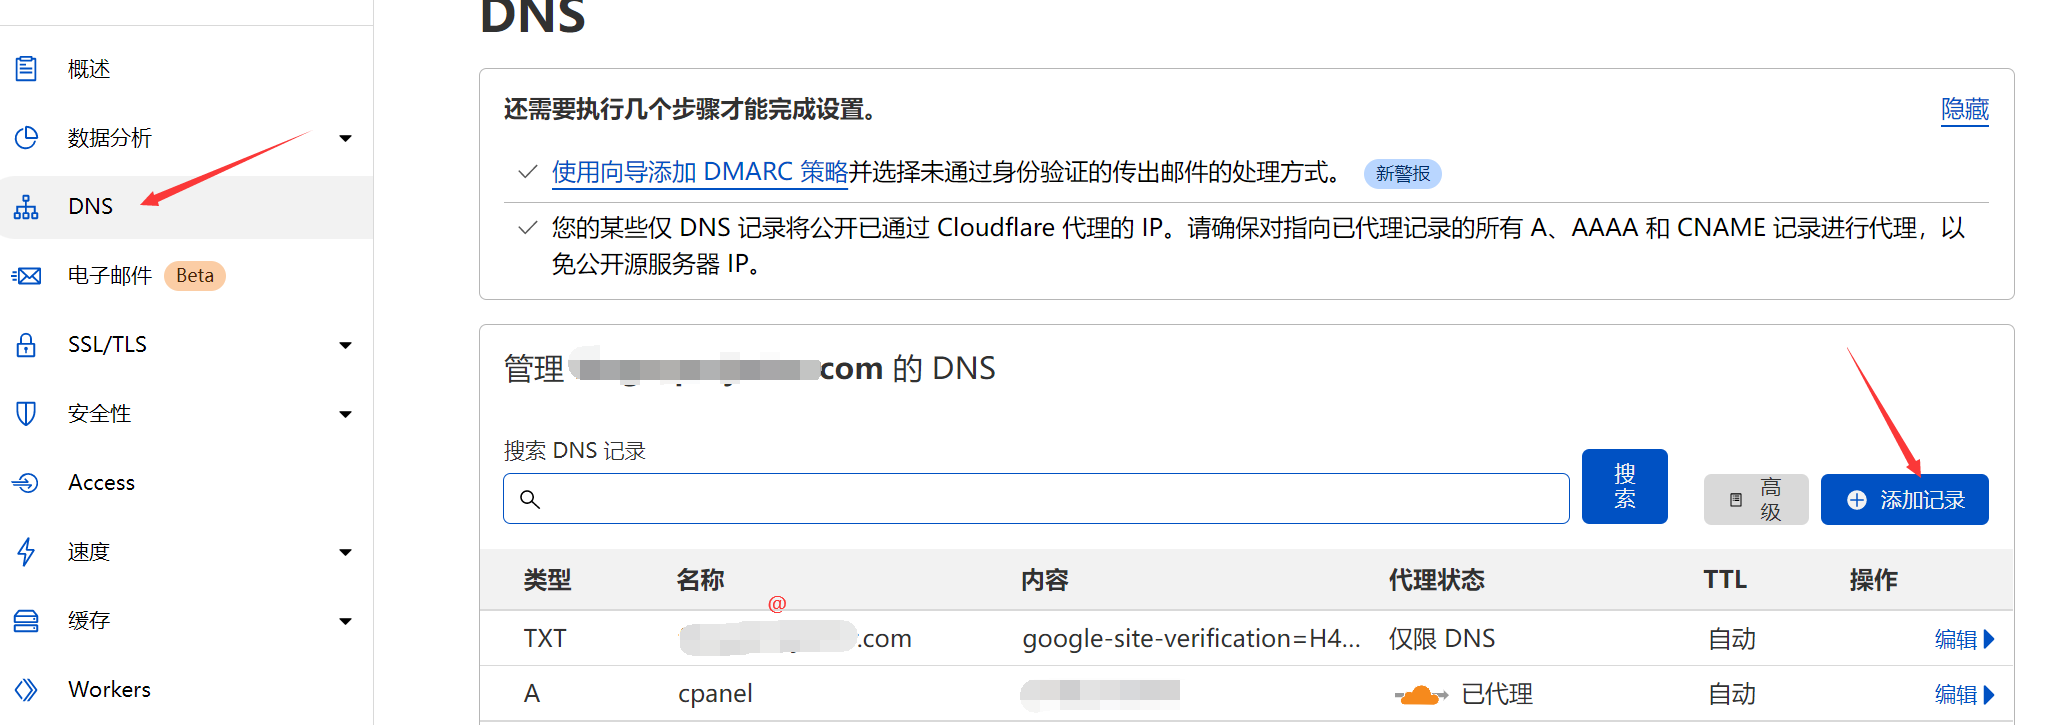 DNS
概述
数据分析
DNS
电子邮件 Beta
SSL/TLS
安全性
Access
速度
缓存
Workers
还需要执行几个步骤才能完成设置。
隐藏
使用向导添加 DMARC 策略并选择未通过身份验证的传出邮件的处理方式。 新警报
您的某些仅 DNS 记录将公开已通过 Cloudflare 代理的 IP。请确保对指向已代理记录的所有 A、AAAA 和 CNAME 记录进行代理，以
免公开源服务器 IP。
管理 com 的 DNS
搜索 DNS 记录
搜
索
高
级
添加记录
类型 名称 内容 代理状态 TTL 操作
@
TXT .com google-site-verification=H4... 仅限 DNS 自动 编辑
A cpanel 已代理 自动 编辑